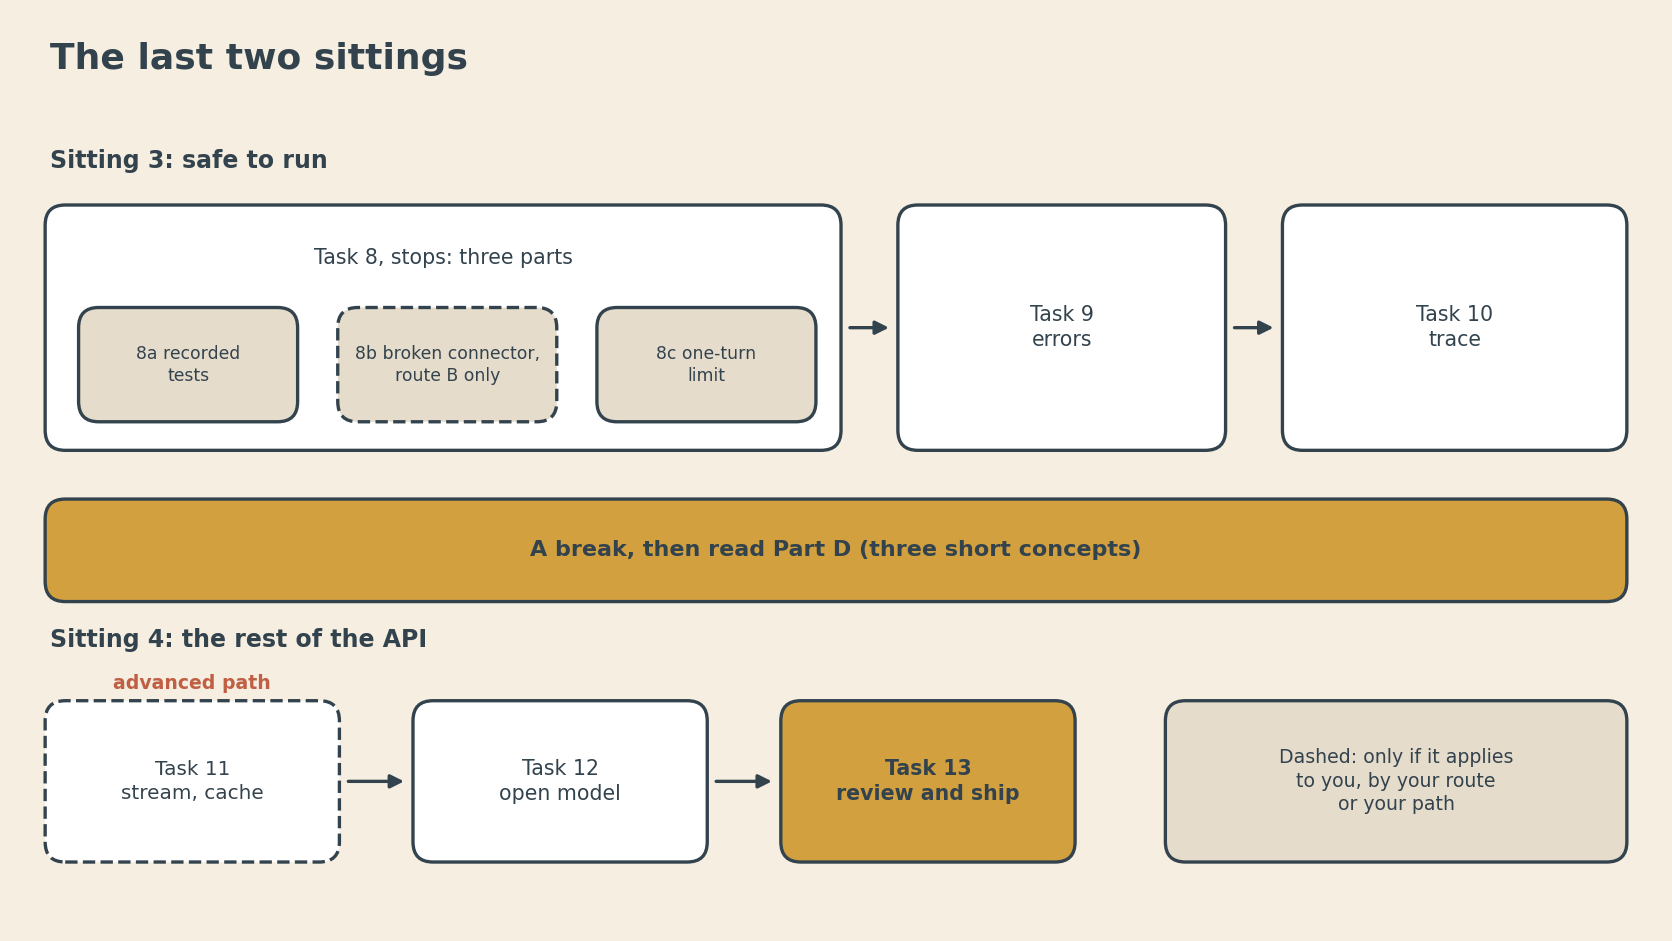 The last two sittings
Sitting 3: safe to run
Task 8, stops: three parts
8a recorded
tests
8b broken connector,
route B only
8c one-turn
limit
Task 9
errors
Task 10
trace
A break, then read Part D (three short concepts)
Sitting 4: the rest of the API
advanced path
Task 11
stream, cache
Task 12
open model
Task 13
review and ship
Dashed: only if it applies
to you, by your route
or your path